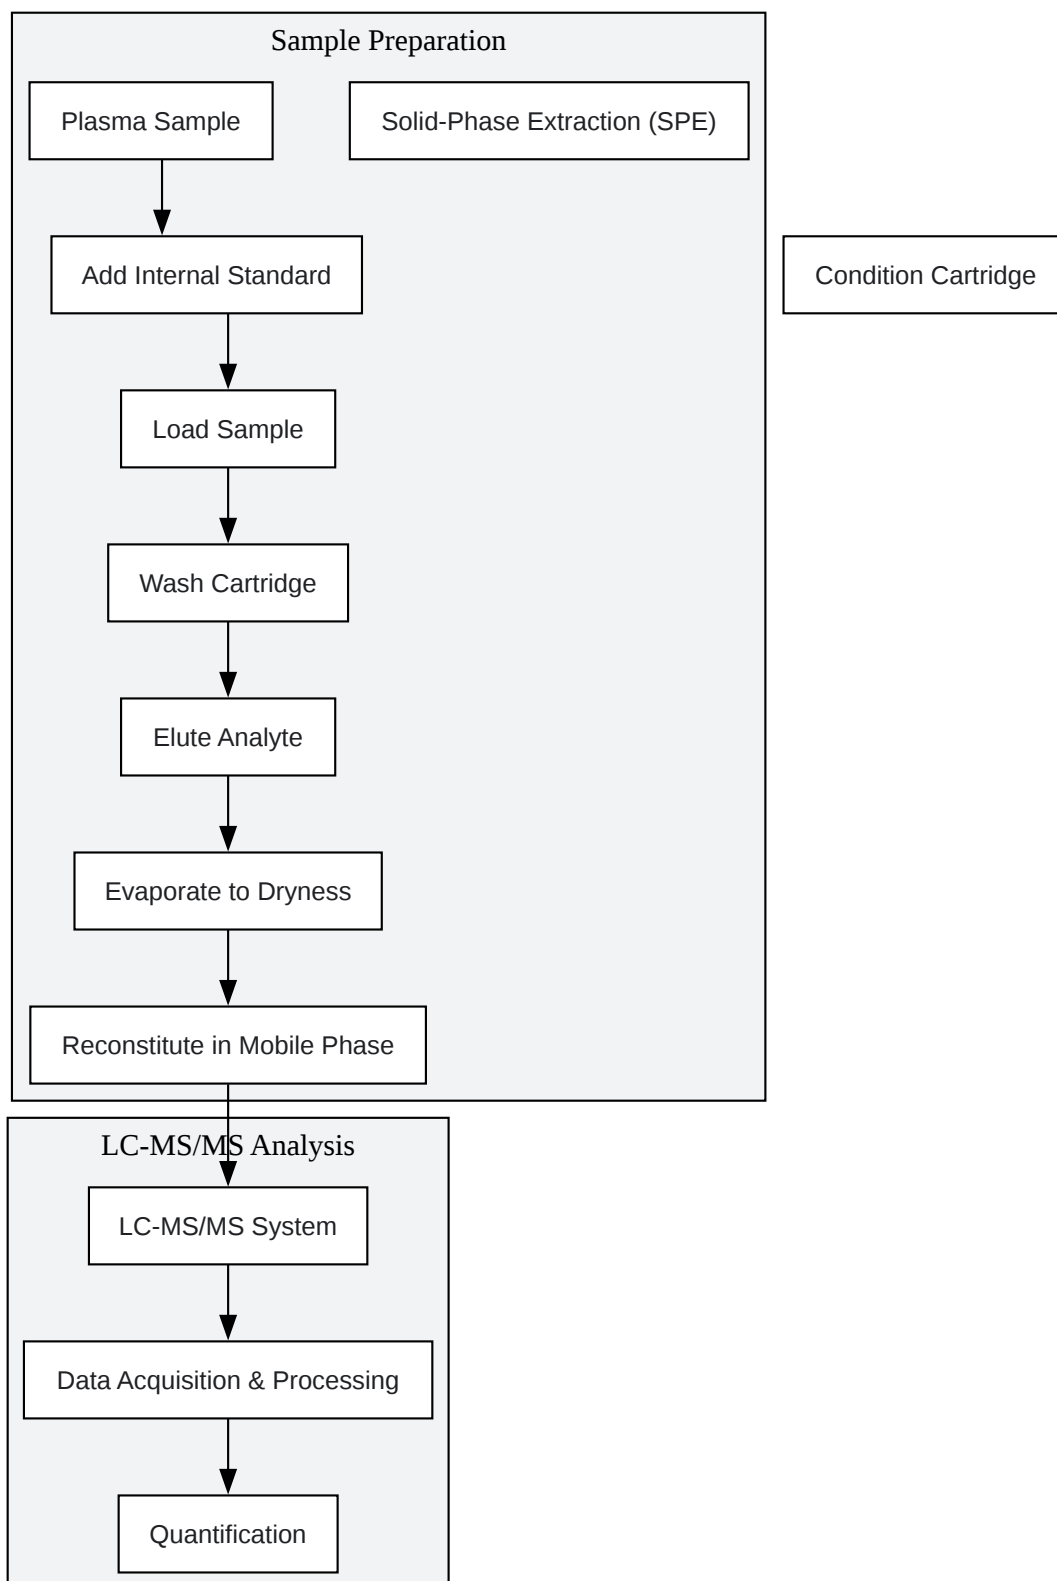 Sample Preparation
Plasma Sample
Solid-Phase Extraction (SPE)
Add Internal Standard
Condition Cartridge
Load Sample
Wash Cartridge
Elute Analyte
Evaporate to Dryness
Reconstitute in Mobile Phase
LC-MS/MS Analysis
LC-MS/MS System
Data Acquisition & Processing
Quantification